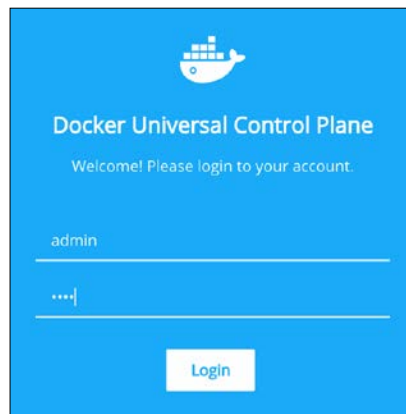 Docker Universal Control Plane
Welcome! Please login to your account.
admin
••••
Login